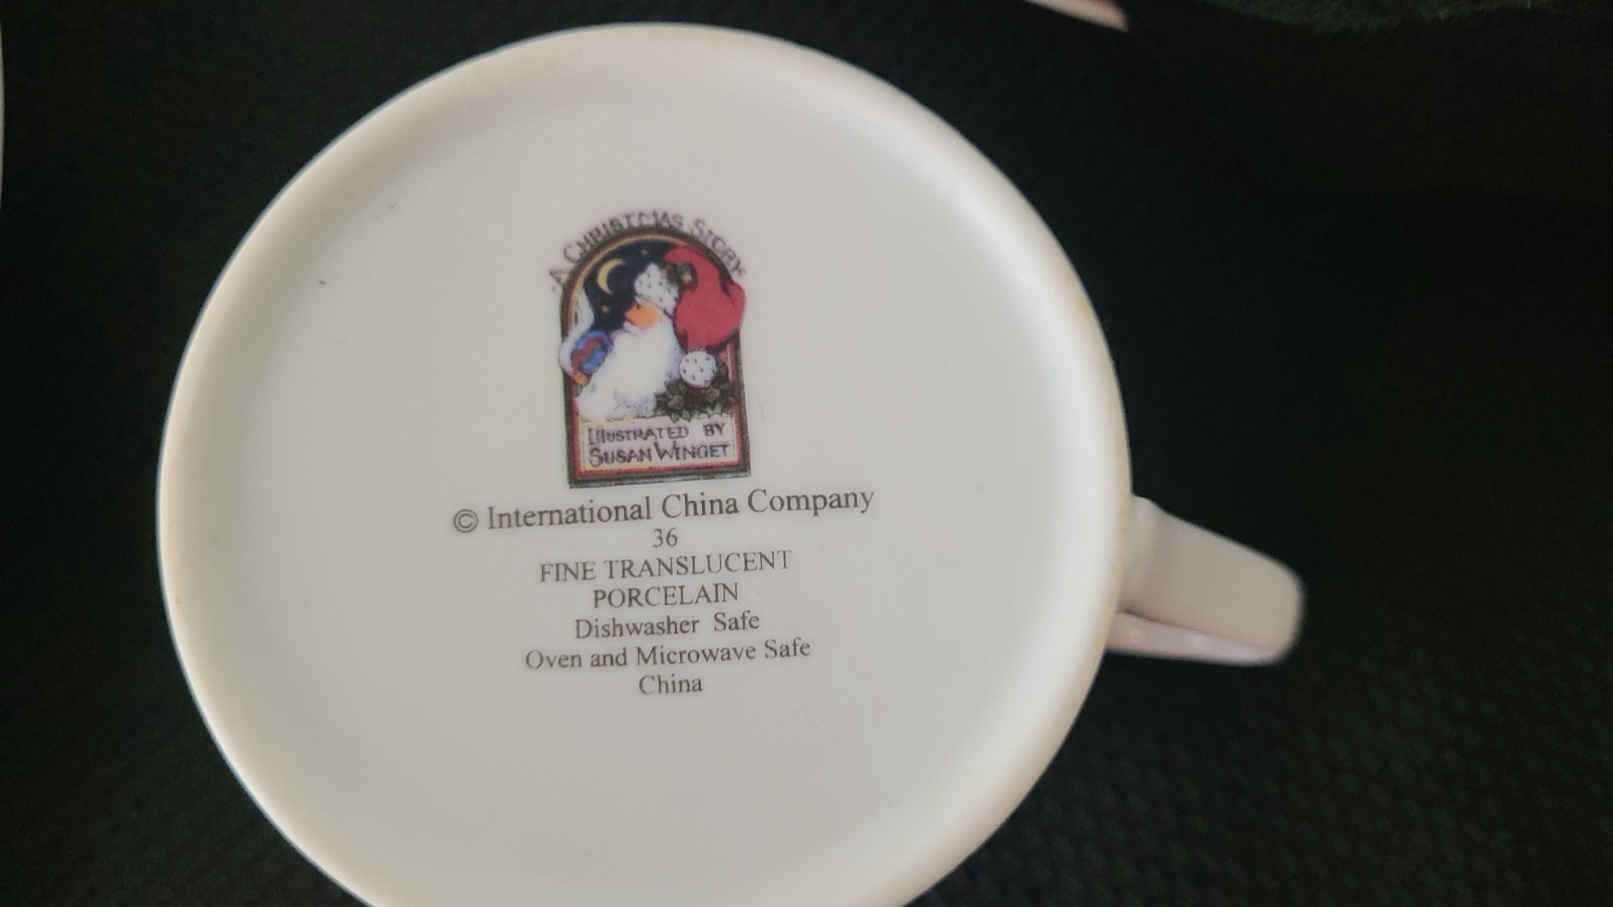 A CHRISTMAS STORY
ILLUSTRATED BY
SUSAN WINGET
© International China Company
36
FINE TRANSLUCENT
PORCELAIN
Dishwasher Safe
Oven and Microwave Safe
China